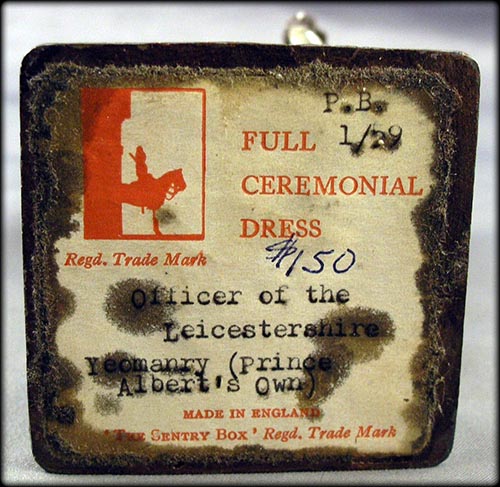 P.B.
1/29
FULL
CEREMONIAL
DRESS
Regd. Trade Mark
$150
Officer of the
Leicestershire
Yeomanry (prince
Albert's Own)
MADE IN ENGLAND
'THE SENTRY BOX' Regd. Trade Mark